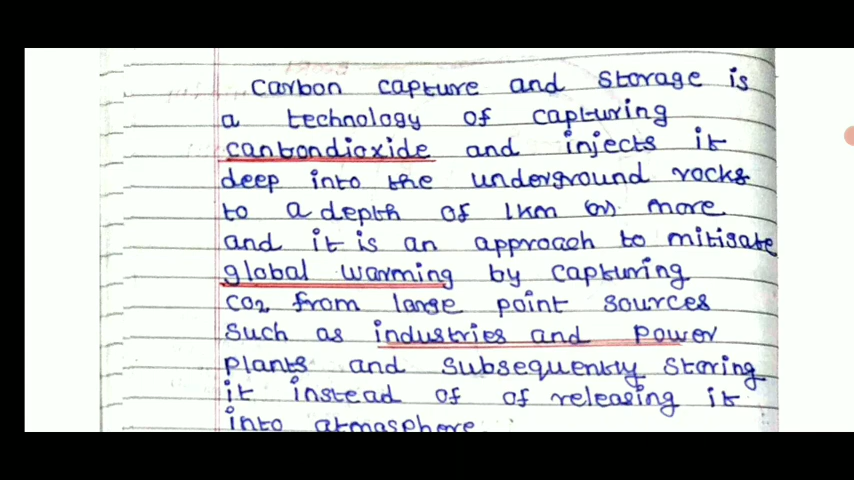 Carbon capture and storage is
a technology of capturing
carbondioxide and injects it
deep into the underground rocks
to a depth of 1km (or) more
and it is an approach to mitigate
global warming by capturing
CO2 from large point sources
such as industries and power
plants and subsequently storing
it instead of of releasing it
into atmosphere.